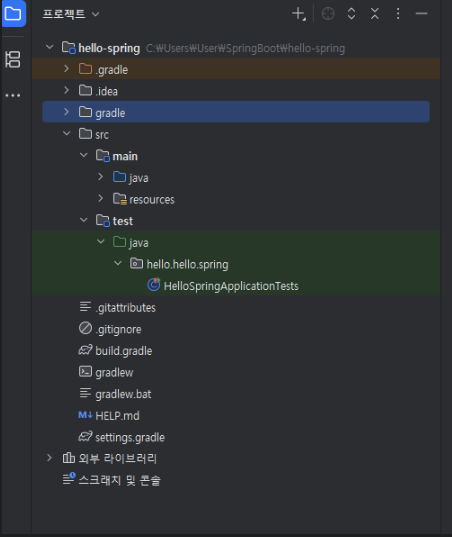 프로젝트
hello-spring C:₩Users₩User₩SpringBoot₩hello-spring
.gradle
.idea
gradle
src
main
java
resources
test
java
hello.hello.spring
HelloSpringApplicationTests
.gitattributes
.gitignore
build.gradle
gradlew
gradlew.bat
M↓ HELP.md
settings.gradle
외부 라이브러리
스크래치 및 콘솔